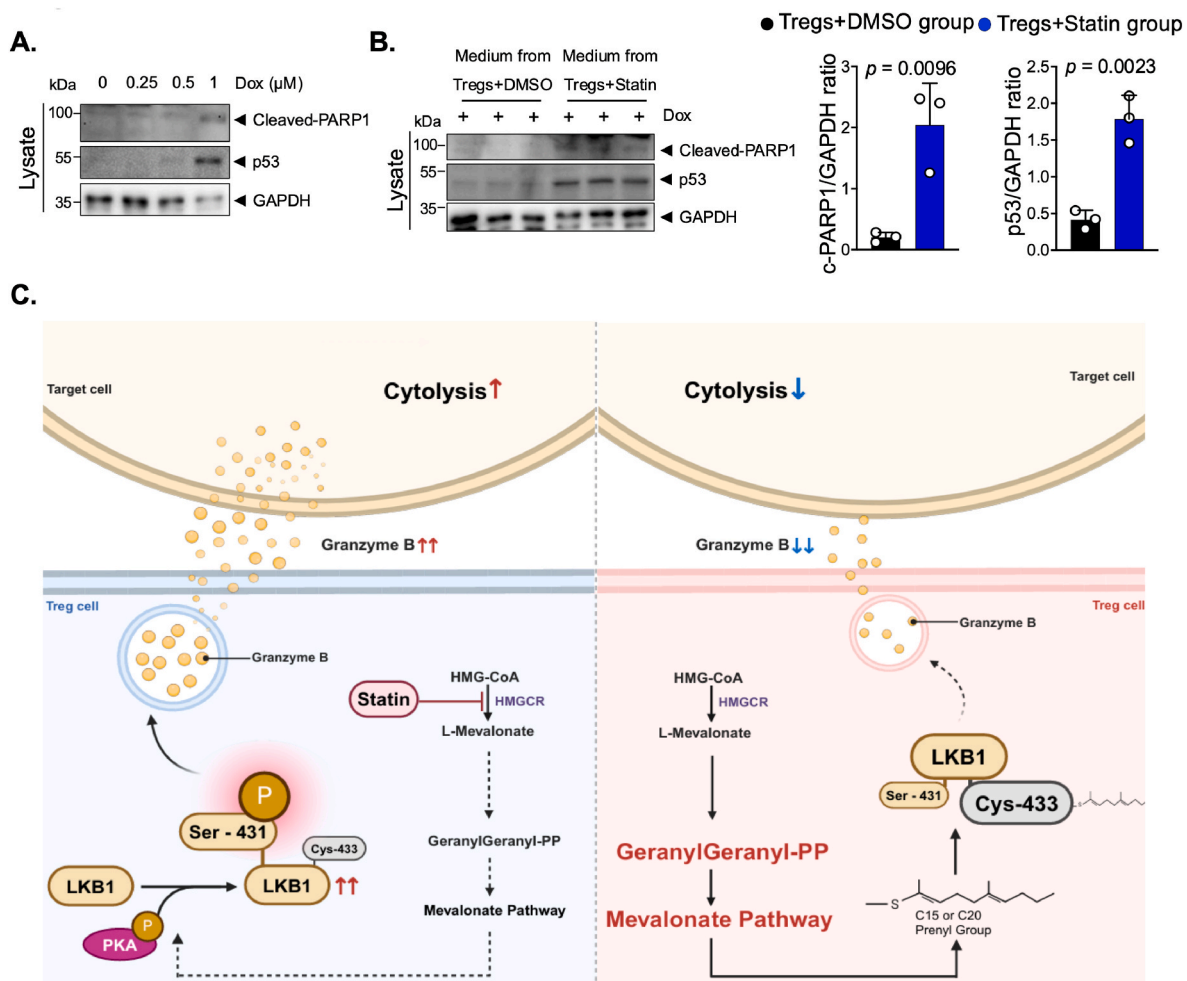 A.
kDa 0 0.25 0.5 1 Dox (µM)
100 Cleaved-PARP1
55 p53
35 GAPDH
Lysate
B.
Medium from Medium from
Tregs+DMSO Tregs+Statin
kDa + + + + + + Dox
100 Cleaved-PARP1
55 p53
35 GAPDH
Lysate
Tregs+DMSO group Tregs+Statin group
p = 0.0096
c-PARP1/GAPDH ratio
3
2
1
0
p = 0.0023
p53/GAPDH ratio
2.5
2.0
1.5
1.0
0.5
0.0
C.
Target cell
Cytolysis↑
Granzyme B↑↑
Treg cell
Granzyme B
HMG-CoA
Statin
HMGCR
L-Mevalonate
P
Ser - 431
Cys-433
GeranylGeranyl-PP
LKB1
LKB1 ↑↑
P
PKA
Mevalonate Pathway
Cytolysis↓
Target cell
Granzyme B↓↓
Treg cell
Granzyme B
HMG-CoA
HMGCR
L-Mevalonate
LKB1
Ser - 431
Cys-433
S
GeranylGeranyl-PP
Mevalonate Pathway
S
C15 or C20
Prenyl Group